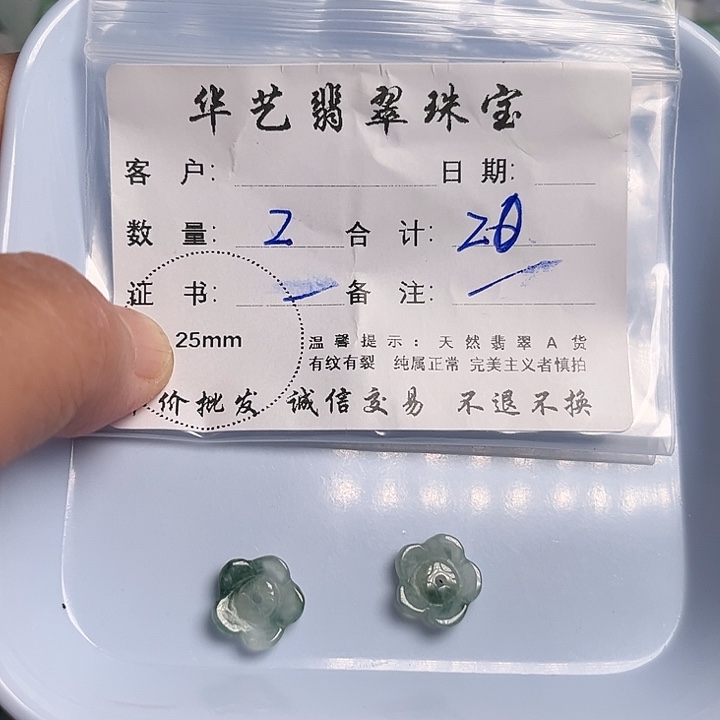 华艺翡翠珠宝
客 户: 日 期:
数 量: 2 合 计: 20
证 书: 备 注:
25mm
温馨提示: 天然翡翠A货
有纹有裂 纯属正常 完美主义者慎拍
价批发 诚信交易 不退不换